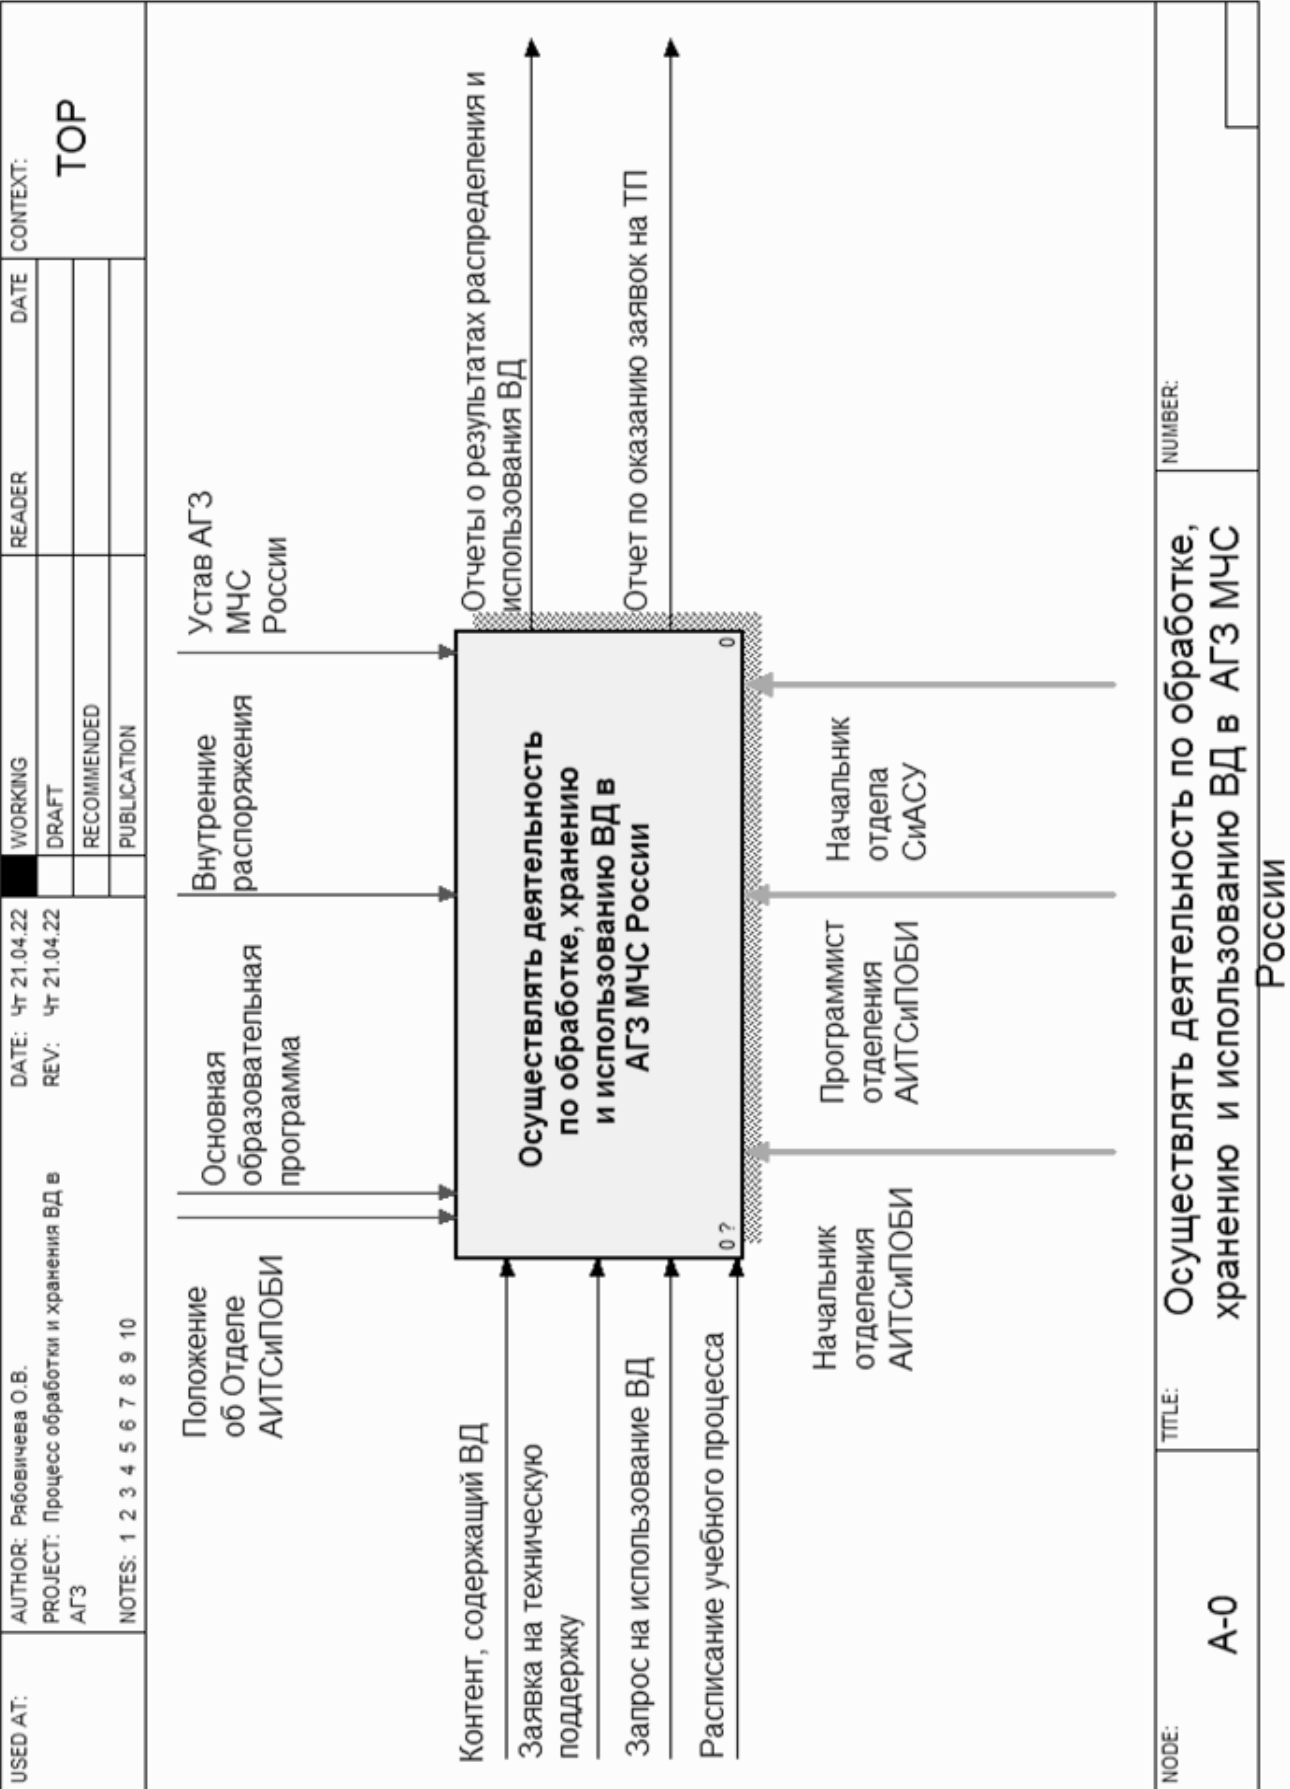 USED AT:
AUTHOR: Рябовичева О.В.
DATE: Чт 21.04.22
PROJECT: Процесс обработки и хранения ВД в
АГЗ
REV: Чт 21.04.22
NOTES: 1 2 3 4 5 6 7 8 9 10
WORKING
DRAFT
RECOMMENDED
PUBLICATION
READER
DATE
CONTEXT:
TOP
Положение
об Отделе
АИТСиПОБИ
Основная
образовательная
программа
Внутренние
распоряжения
Устав АГЗ
МЧС
России
Контент, содержащий ВД
Заявка на техническую
поддержку
Запрос на использование ВД
Расписание учебного процесса
Осуществлять деятельность
по обработке, хранению
и использованию ВД в
АГЗ МЧС России
0 ?
0
Отчеты о результатах распределения и
использования ВД
Отчет по оказанию заявок на ТП
Начальник
отделения
АИТСиПОБИ
Программист
отделения
АИТСиПОБИ
Начальник
отдела
СиАСУ
NODE:
A-0
TITLE:
Осуществлять деятельность по обработке,
хранению и использованию ВД в АГЗ МЧС
России
NUMBER: